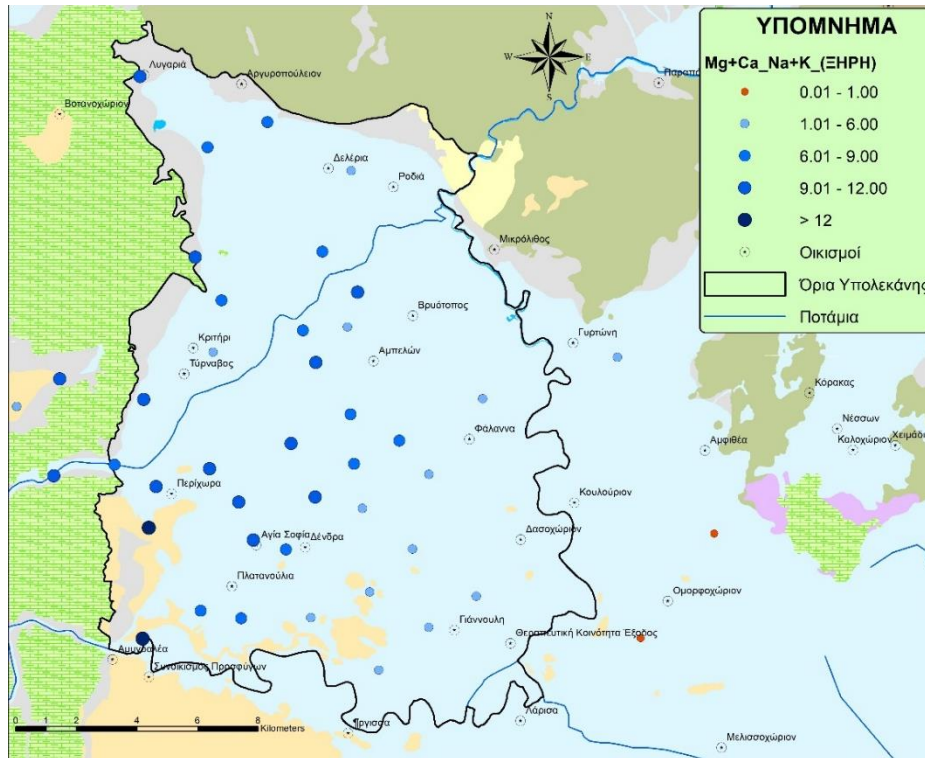 Λυγαριά
Αργυροπούλειον
N
W
E
S
Βοτανοχώριον
Δελέρια
Ροδιά
Μικρόλιθος
Βρυότοπος
Γυρτώνη
Κριτήρι
Αμπελών
Τύρναβος
Κόρακας
Νέσσων
Φάλαννα
Αμφιθέα
Καλοχώριον
Περίχωρα
Κουλούριον
Αγία Σοφία
Δένδρα
Δασοχώριον
Πλατανούλια
Ομορφοχώριον
Γιάννουλη
Θεραπευτική Κοινότητα Έξοδος
Αμυγδαλέα
Συνοικισμός Προσφύγων
Λάρισα
Μελισσοχώριον
0 1 2 4 6 8
Kilometers
ΥΠΟΜΝΗΜΑ
Mg+Ca_Na+K_(ΞΗΡΗ)
0.01 - 1.00
1.01 - 6.00
6.01 - 9.00
9.01 - 12.00
> 12
Οικισμοί
Όρια Υπολεκάνης
Ποτάμια